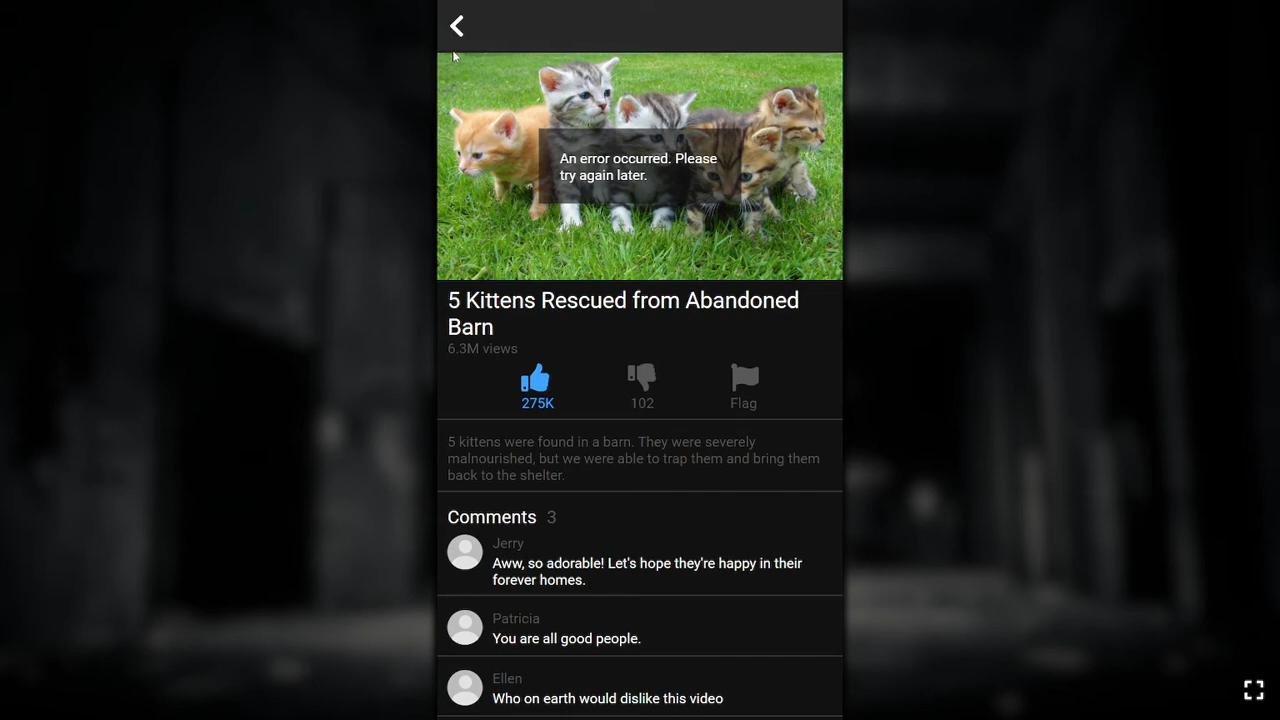 An error occurred. Please
try again later.
5 Kittens Rescued from Abandoned
Barn
6.3M views
275K
102
Flag
5 kittens were found in a barn. They were severely
malnourished, but we were able to trap them and bring them
back to the shelter.
Comments 3
Jerry
Aww, so adorable! Let's hope they're happy in their
forever homes.
Patricia
You are all good people.
Ellen
Who on earth would dislike this video